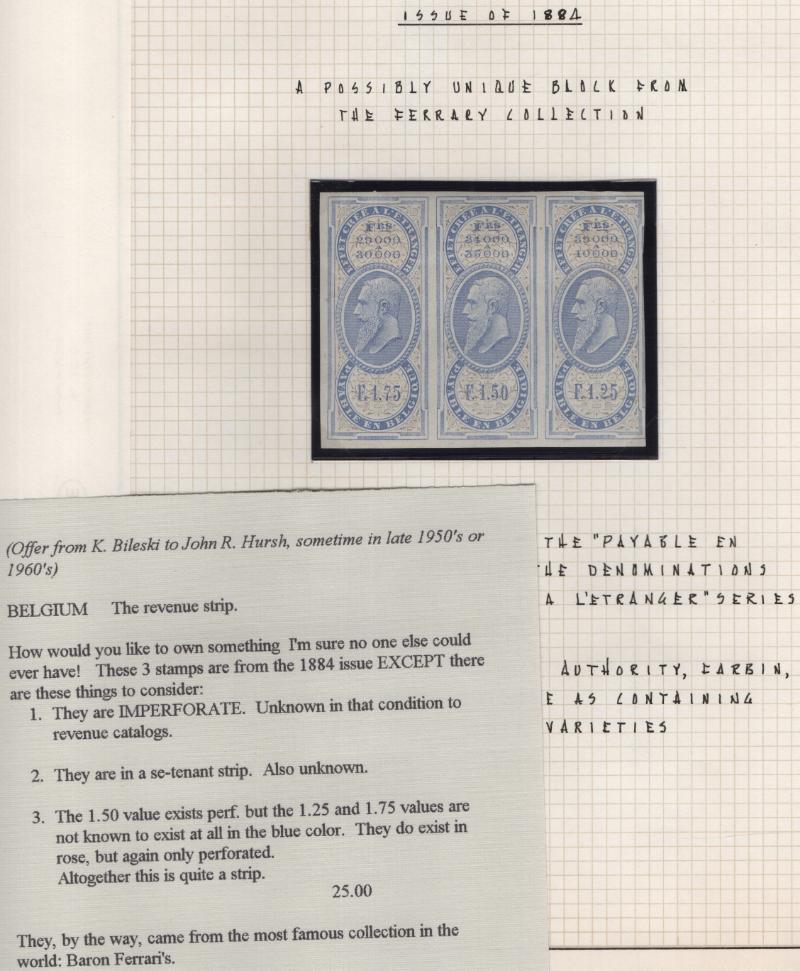 ISSUE OF 1884
A POSSIBLY UNIQUE BLOCK FROM
THE FERRARY COLLECTION
EFFET CRÉÉ A L'ETRANGER
FRS
29000
A
30000
F.1.75
PAYABLE EN BELGIQUE
EFFET CRÉÉ A L'ETRANGER
FRS
34000
A
35000
F.1.50
PAYABLE EN BELGIQUE
EFFET CRÉÉ A L'ETRANGER
FRS
39000
A
40000
F.1.25
PAYABLE EN BELGIQUE
THE "PAYABLE EN
HE DENOMINATIONS
A L'ETRANGER" SERIES
AUTHORITY, FARBIN,
E AS CONTAINING
VARIETIES
(Offer from K. Bileski to John R. Hursh, sometime in late 1950's or
1960's)
BELGIUM The revenue strip.
How would you like to own something I'm sure no one else could
ever have! These 3 stamps are from the 1884 issue EXCEPT there
are these things to consider:
1. They are IMPERFORATE. Unknown in that condition to
revenue catalogs.
2. They are in a se-tenant strip. Also unknown.
3. The 1.50 value exists perf. but the 1.25 and 1.75 values are
not known to exist at all in the blue color. They do exist in
rose, but again only perforated.
Altogether this is quite a strip.
25.00
They, by the way, came from the most famous collection in the
world: Baron Ferrari's.